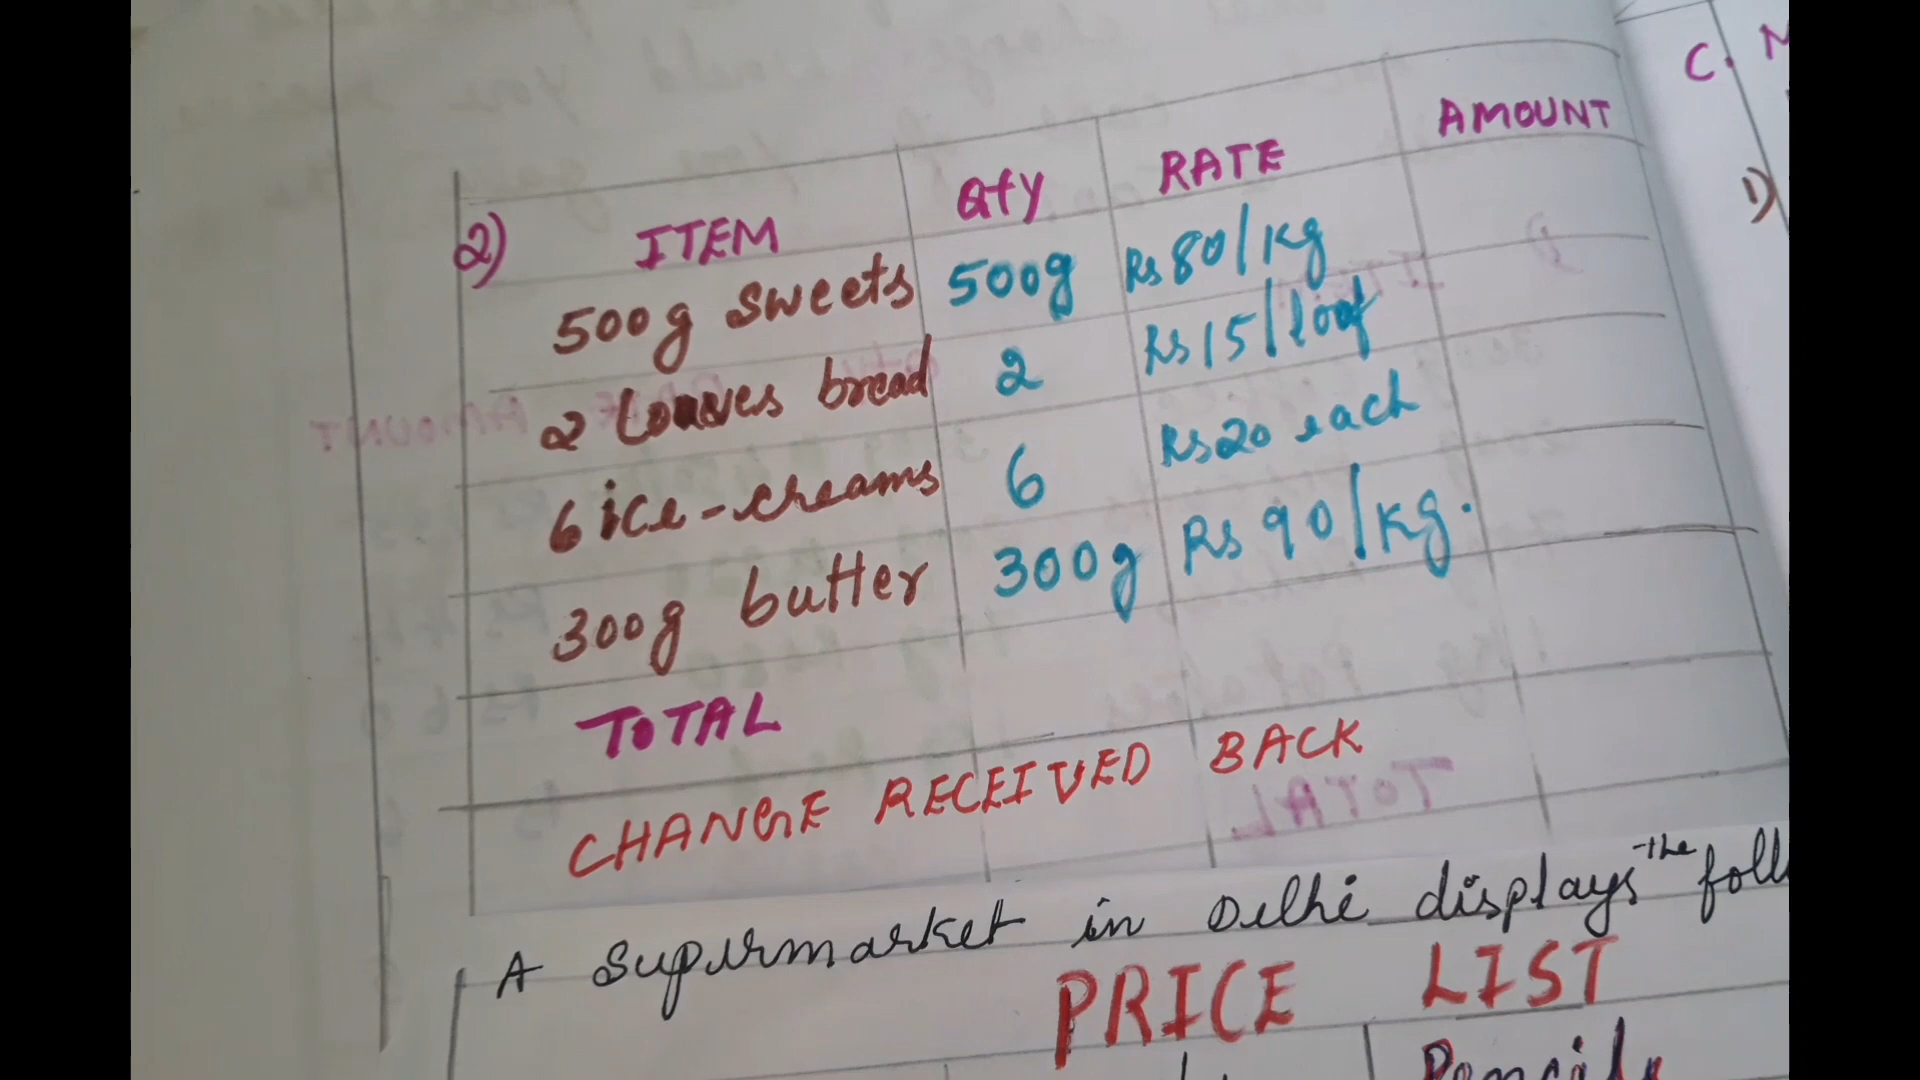 2) ITEM Qty RATE AMOUNT
500g sweets 500g Rs 80/kg
2 Loaves bread 2 Rs 15/loaf
6 ice-creams 6 Rs 20 each
300g butter 300g Rs 90/kg.
TOTAL
CHANGE RECEIVED BACK
A Supermarket in Delhi displays the foll
PRICE LIST
Pencils
C.
1)